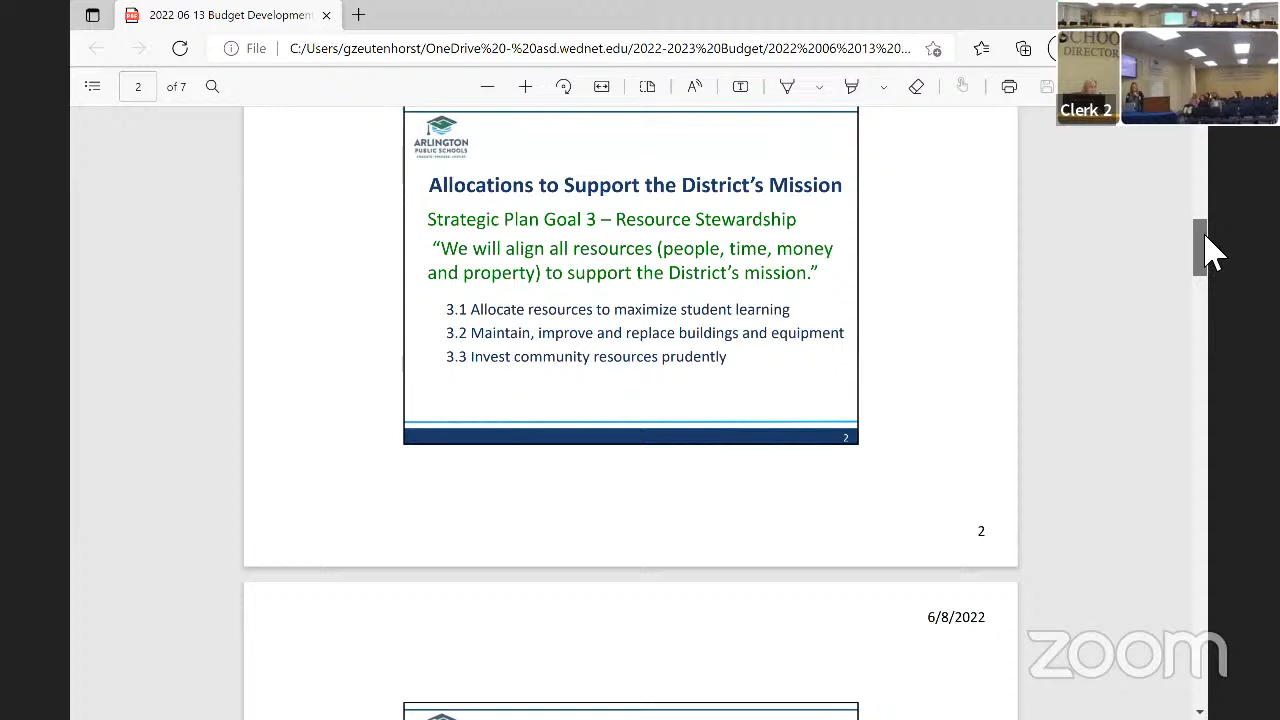 2022 06 13 Budget Development
File
C:/Users/gzeider/OneDrive%20-%20asd.wednet.edu/2022-2023%20Budget/2022%2006%2013%20...
2
of 7
SCHOO
DIRECTOR
Clerk 2
ARLINGTON
PUBLIC SCHOOLS
Allocations to Support the District’s Mission
Strategic Plan Goal 3 – Resource Stewardship
“We will align all resources (people, time, money
and property) to support the District’s mission.”
3.1 Allocate resources to maximize student learning
3.2 Maintain, improve and replace buildings and equipment
3.3 Invest community resources prudently
2
2
6/8/2022
zoom